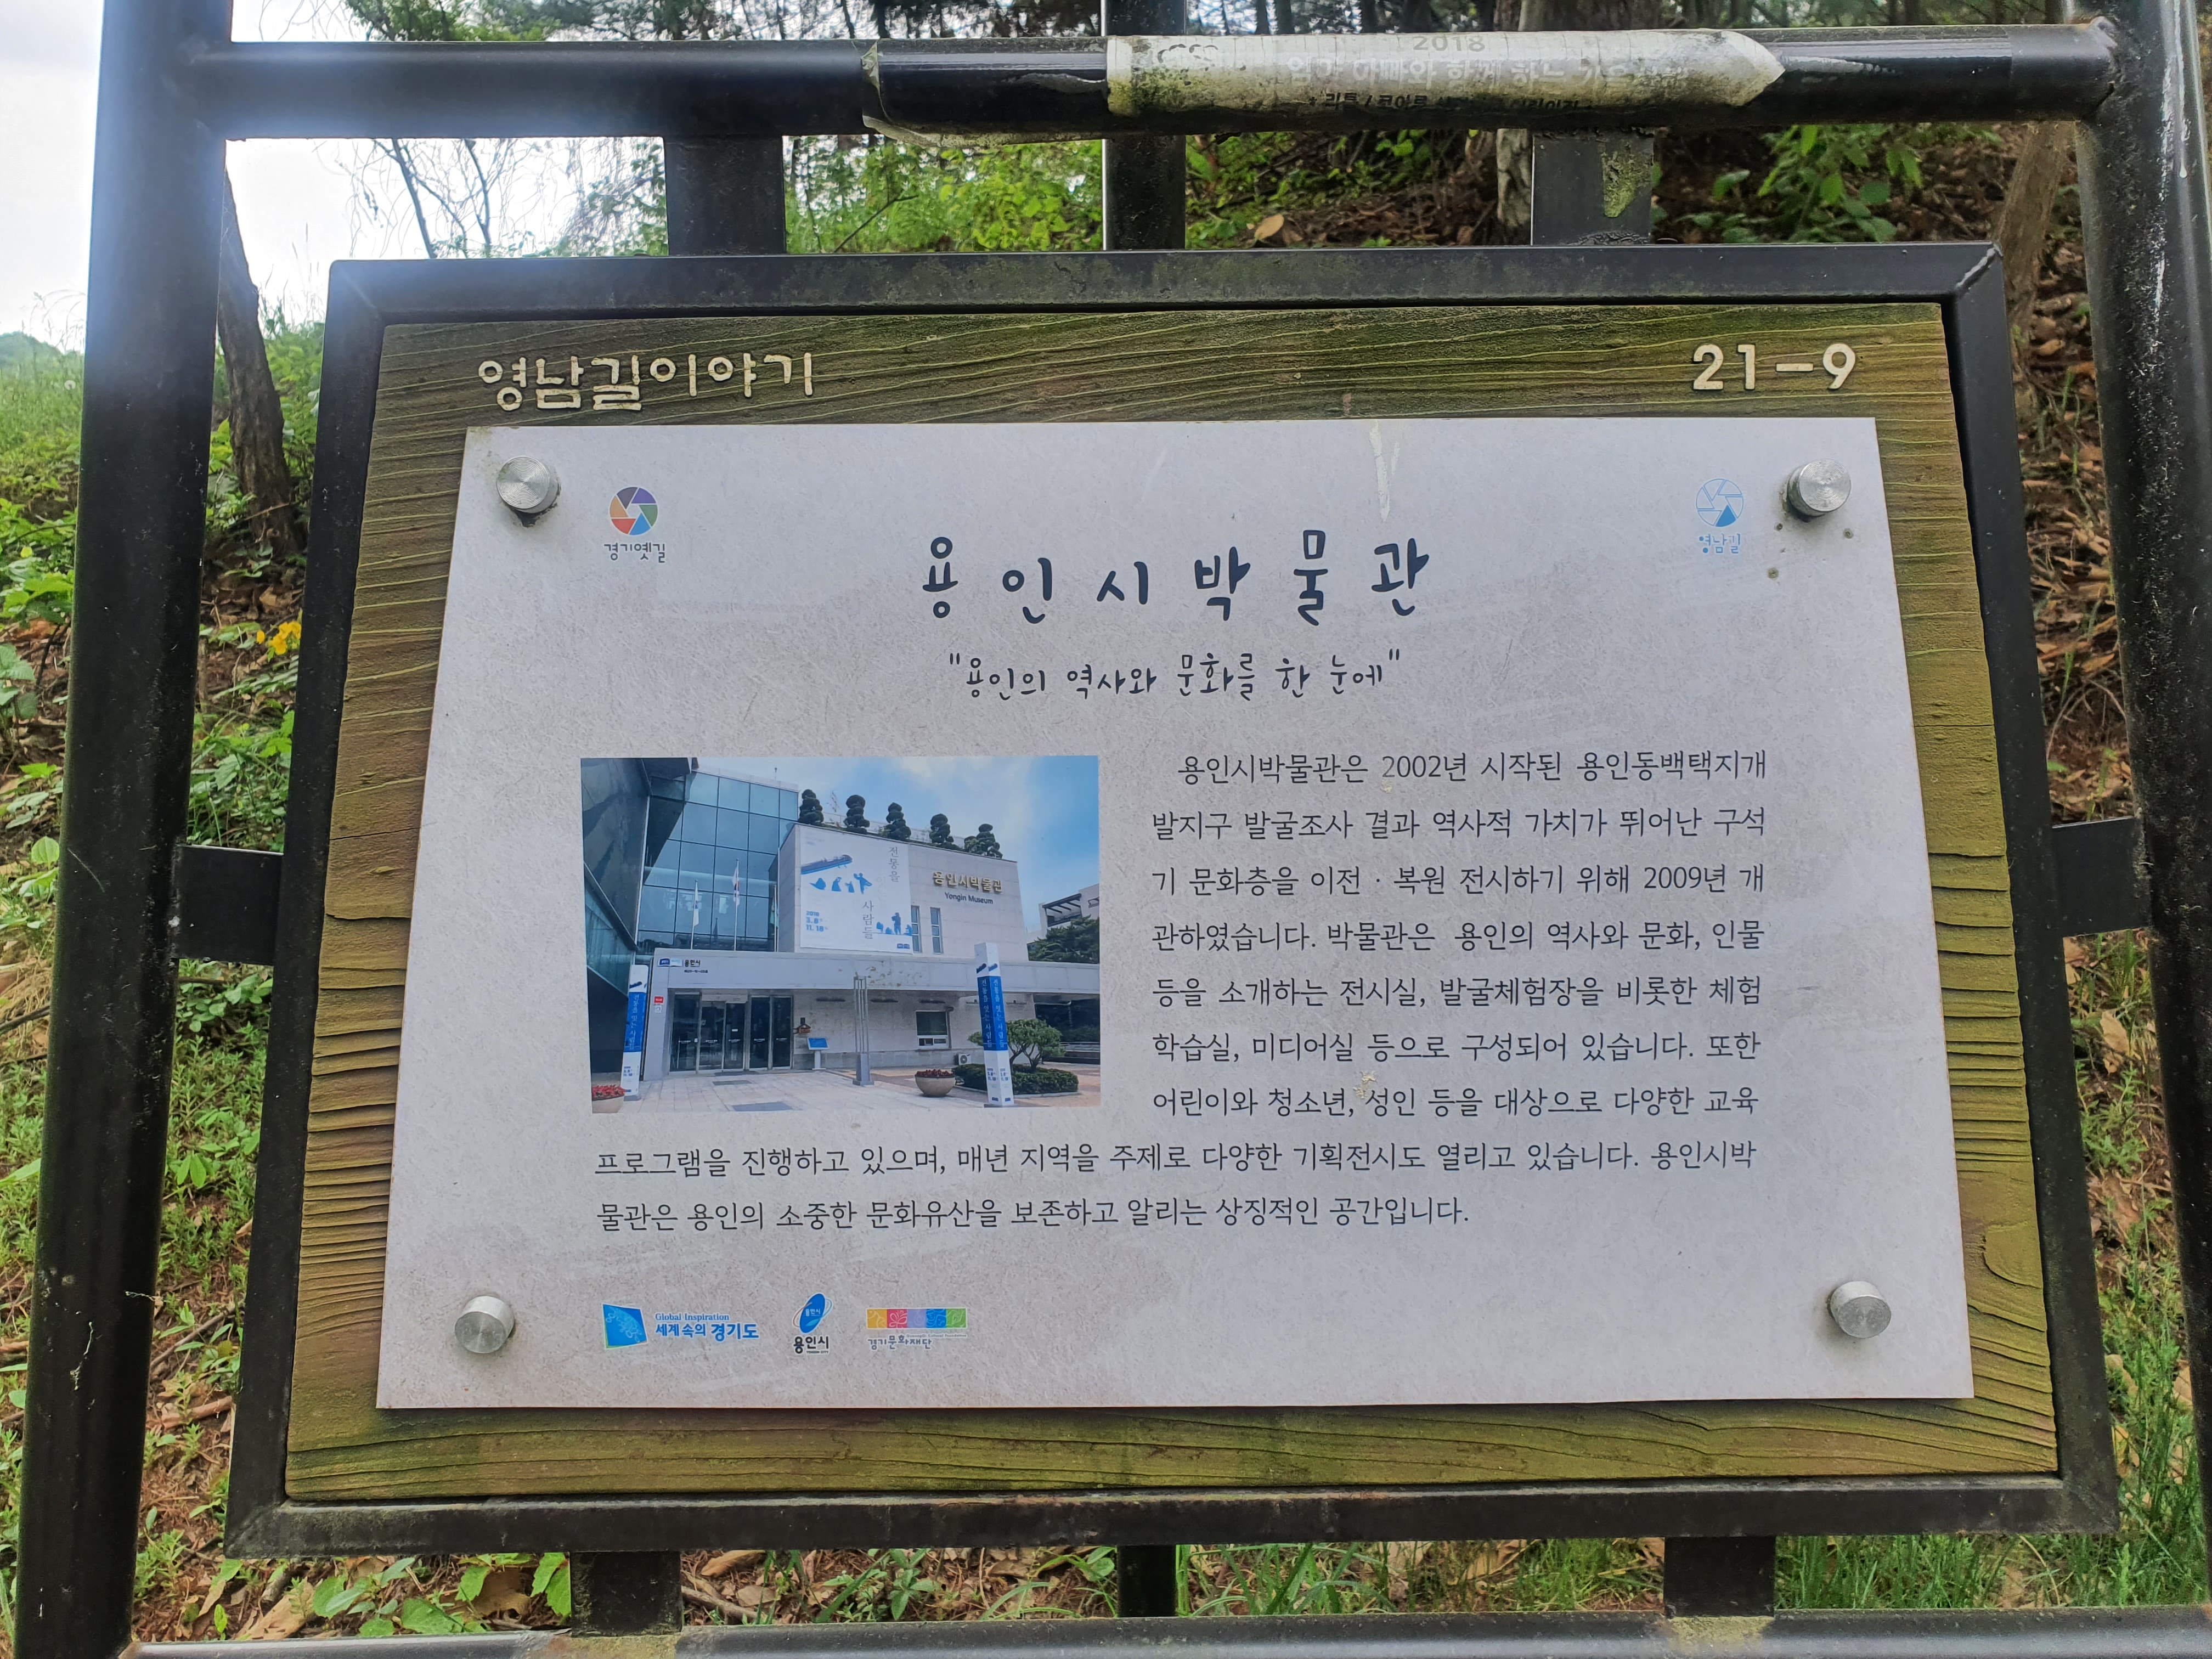 2018
영남길이야기
21-9
경기옛길
영남길
용인시박물관
"용인의 역사와 문화를 한 눈에"
전통을
사람들
용인시박물관
Yongin Museum
용인시박물관은 2002년 시작된 용인동백택지개
발지구 발굴조사 결과 역사적 가치가 뛰어난 구석
기 문화층을 이전 · 복원 전시하기 위해 2009년 개
관하였습니다. 박물관은 용인의 역사와 문화, 인물
등을 소개하는 전시실, 발굴체험장을 비롯한 체험
학습실, 미디어실 등으로 구성되어 있습니다. 또한
어린이와 청소년, 성인 등을 대상으로 다양한 교육
프로그램을 진행하고 있으며, 매년 지역을 주제로 다양한 기획전시도 열리고 있습니다. 용인시박
물관은 용인의 소중한 문화유산을 보존하고 알리는 상징적인 공간입니다.
Global Inspiration
세계속의 경기도
용인시
경기문화재단